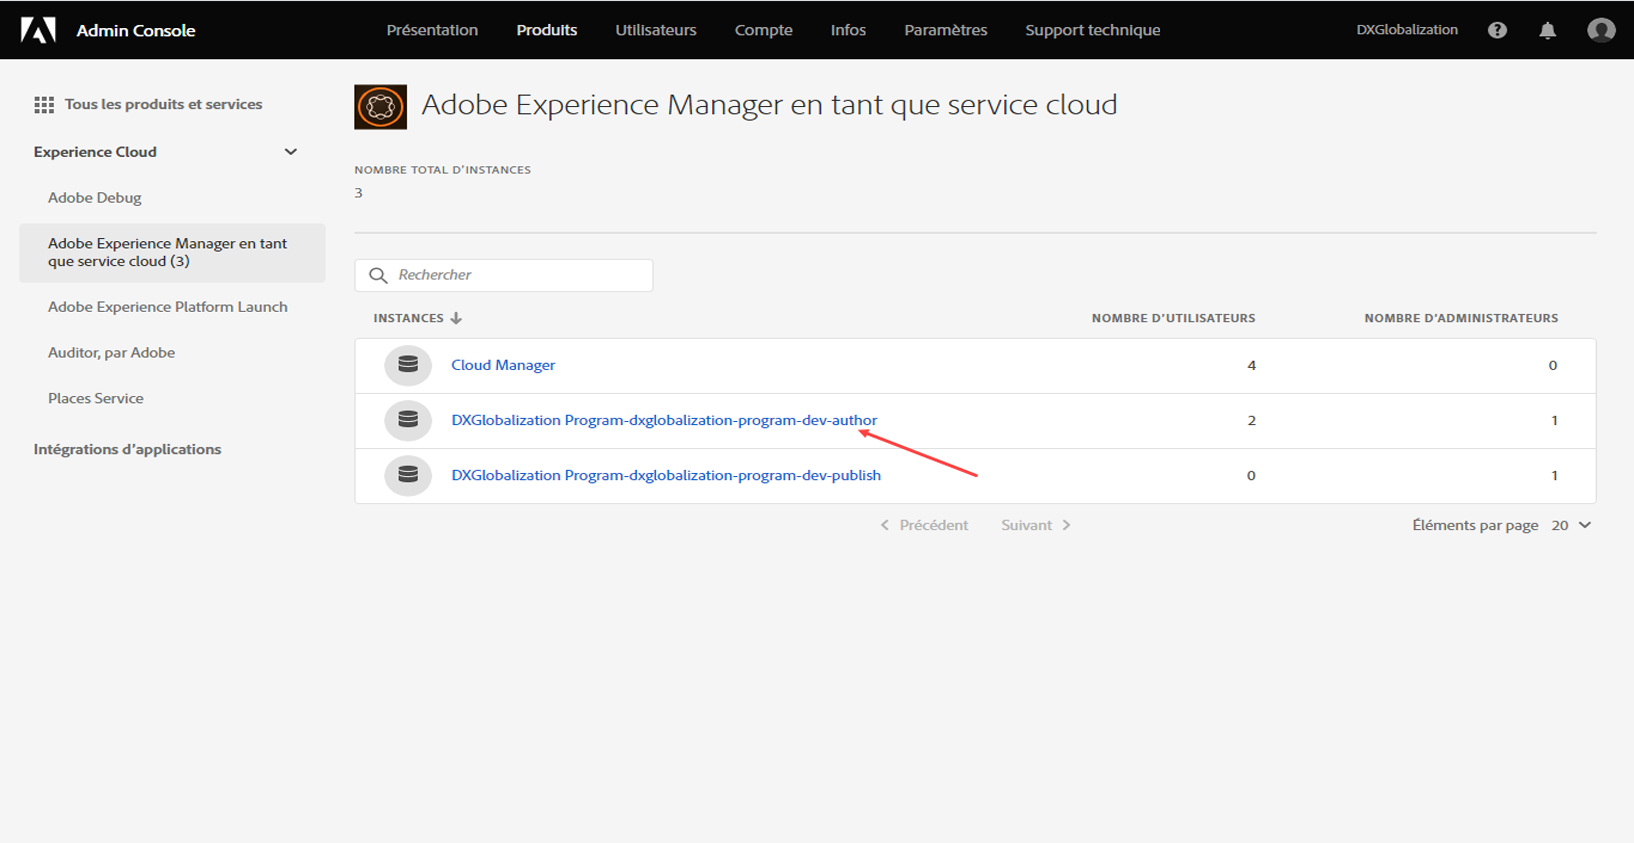 Admin Console
Présentation
Produits
Utilisateurs
Compte
Infos
Paramètres
Support technique
DXGlobalization
?
Tous les produits et services
Experience Cloud
Adobe Debug
Adobe Experience Manager en tant
que service cloud (3)
Adobe Experience Platform Launch
Auditor, par Adobe
Places Service
Intégrations d'applications
Adobe Experience Manager en tant que service cloud
NOMBRE TOTAL D'INSTANCES
3
Rechercher
INSTANCES NOMBRE D'UTILISATEURS NOMBRE D'ADMINISTRATEURS
Cloud Manager 4 0
DXGlobalization Program-dxglobalization-program-dev-author 2 1
DXGlobalization Program-dxglobalization-program-dev-publish 0 1
Précédent Suivant Éléments par page 20